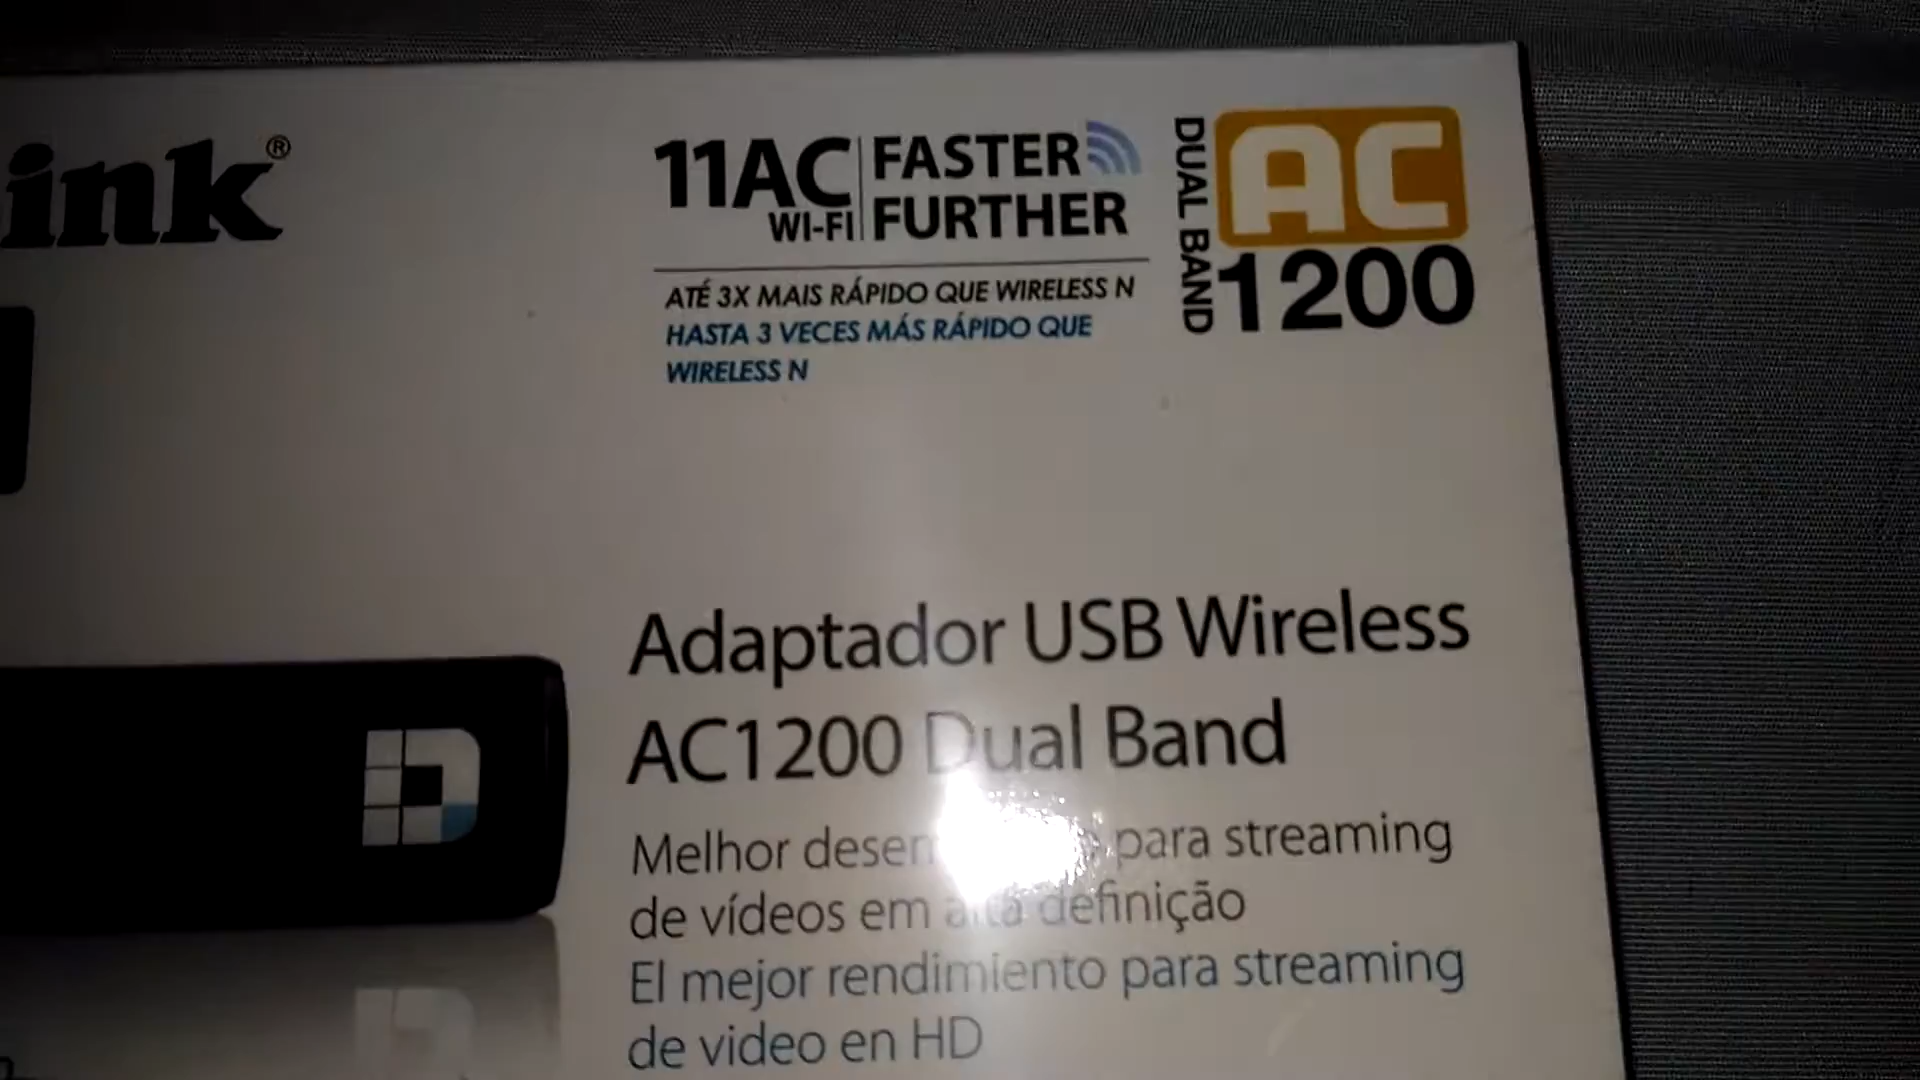 ink®
11AC FASTER
WI-FI FURTHER
ATÉ 3X MAIS RÁPIDO QUE WIRELESS N
HASTA 3 VECES MÁS RÁPIDO QUE
WIRELESS N
DUAL BAND
AC
1200
Adaptador USB Wireless
AC1200 Dual Band
Melhor para streaming
de vídeos em alta definição
El mejor rendimiento para streaming
de video en HD